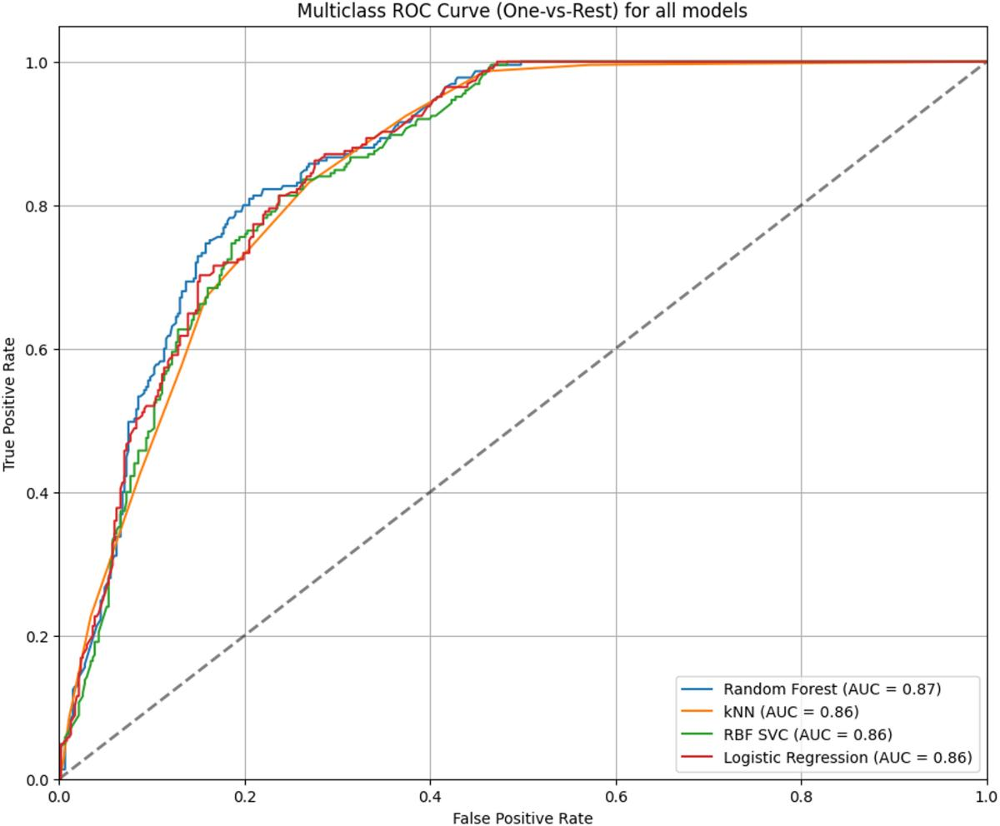 Multiclass ROC Curve (One-vs-Rest) for all models
1.0
0.8
0.6
0.4
0.2
0.0
True Positive Rate
0.0 0.2 0.4 0.6 0.8 1.0
False Positive Rate
Random Forest (AUC = 0.87)
kNN (AUC = 0.86)
RBF SVC (AUC = 0.86)
Logistic Regression (AUC = 0.86)